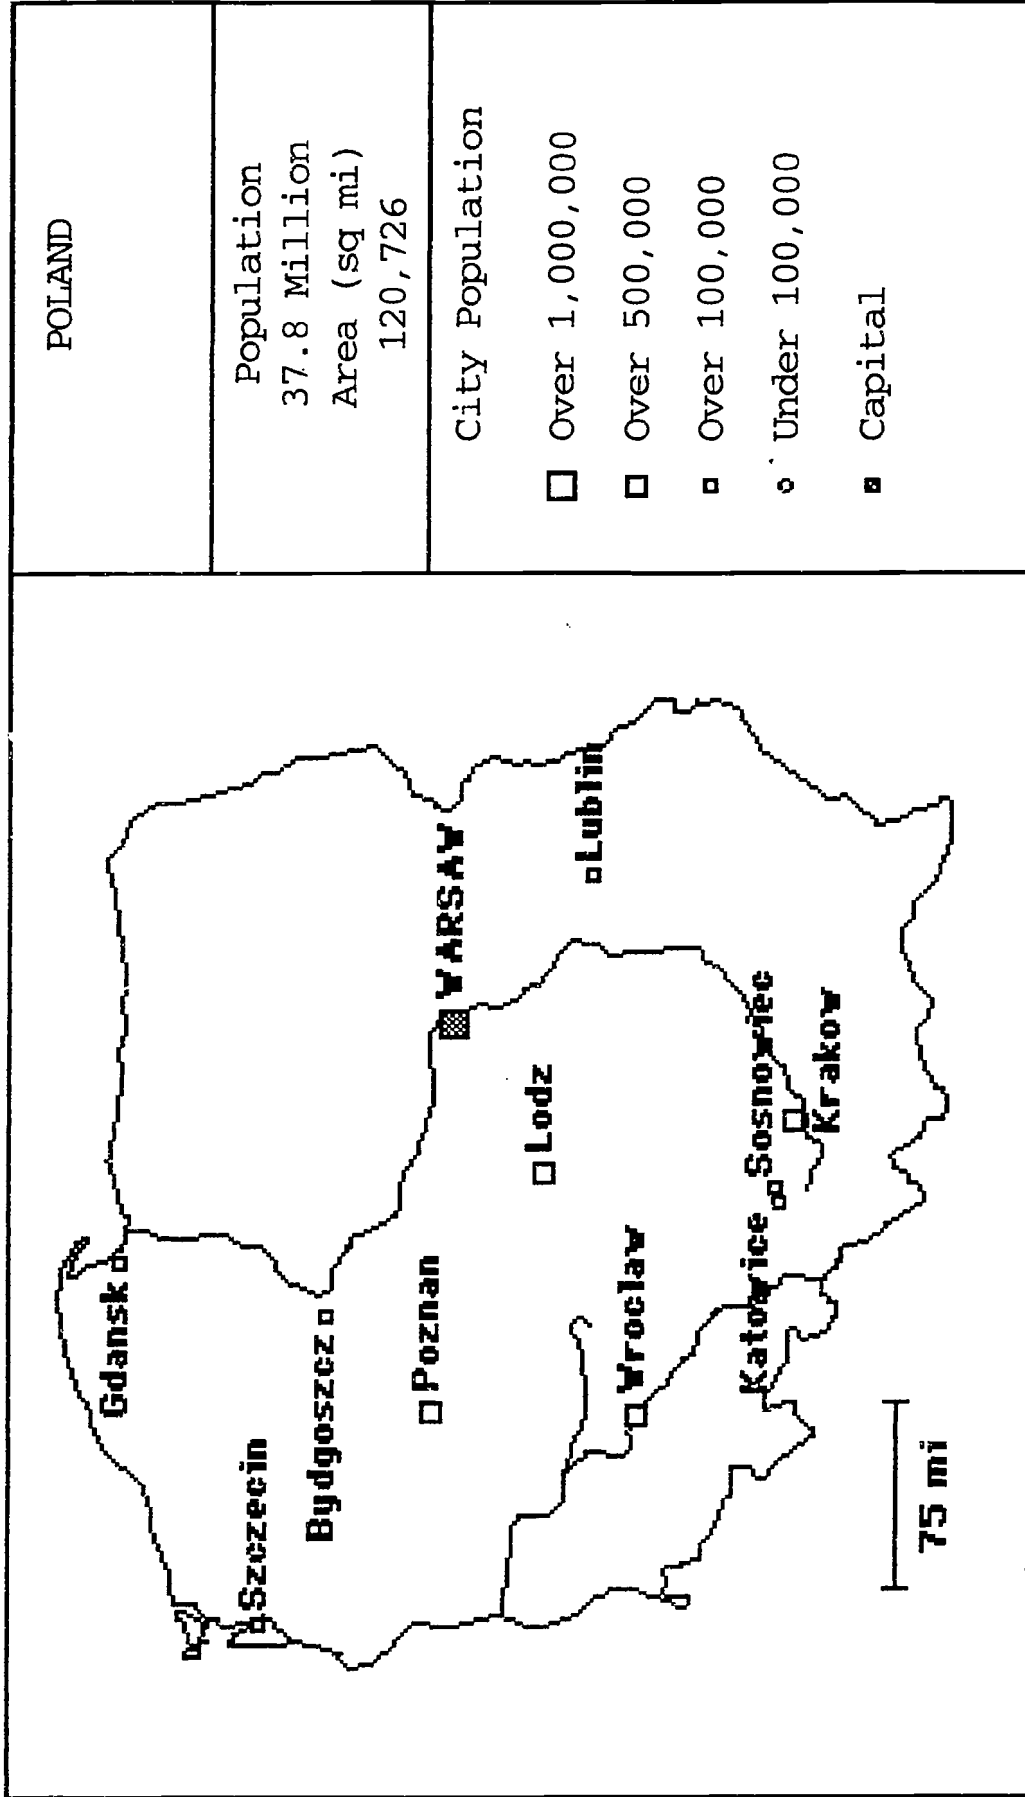 POLAND
Population
37.8 Million
Area (sq mi)
120,726
City Population
Over 1,000,000
Over 500,000
Over 100,000
Under 100,000
Capital
Gdansk
Szczecin
Bydgoszcz
Poznan
WARSAW
Lodz
Lublin
Wroclaw
Katowice
Sosnowiec
Krakow
75 mi